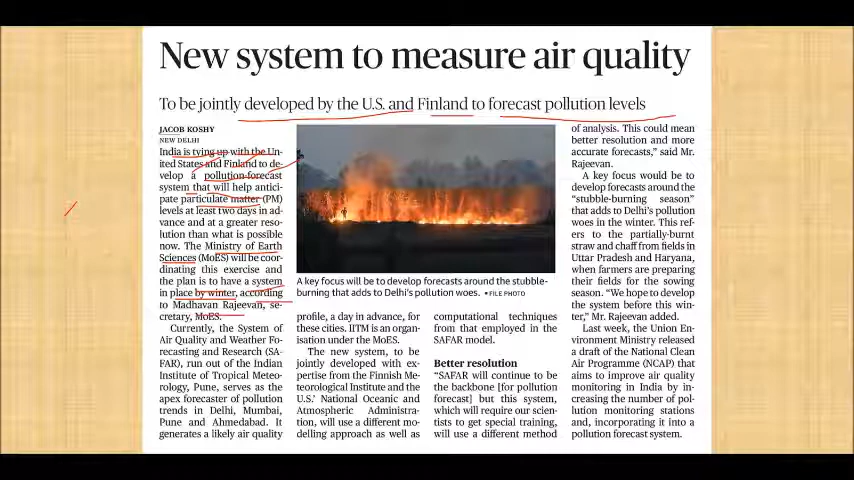 New system to measure air quality
To be jointly developed by the U.S. and Finland to forecast pollution levels
JACOB KOSHY
NEW DELHI
India is tying up with the Un-
ited States and Finland to de-
velop a pollution-forecast
system that will help antici-
pate particulate matter (PM)
levels at least two days in ad-
vance and at a greater reso-
lution than what is possible
now. The Ministry of Earth
Sciences (MoES) will be coor-
dinating this exercise and
the plan is to have a system
in place by winter, according
to Madhavan Rajeevan, se-
cretary, MoES.
Currently, the System of
Air Quality and Weather Fo-
recasting and Research (SA-
FAR), run out of the Indian
Institute of Tropical Meteo-
rology, Pune, serves as the
apex forecaster of pollution
trends in Delhi, Mumbai,
Pune and Ahmedabad. It
generates a likely air quality
A key focus will be to develop forecasts around the stubble-
burning that adds to Delhi's pollution woes. • FILE PHOTO
profile, a day in advance, for
these cities. IITM is an organ-
isation under the MoES.
The new system, to be
jointly developed with ex-
pertise from the Finnish Me-
teorological Institute and the
U.S.' National Oceanic and
Atmospheric Administra-
tion, will use a different mo-
delling approach as well as
computational techniques
from that employed in the
SAFAR model.
Better resolution
"SAFAR will continue to be
the backbone [for pollution
forecast] but this system,
which will require our scien-
tists to get special training,
will use a different method
of analysis. This could mean
better resolution and more
accurate forecasts," said Mr.
Rajeevan.
A key focus would be to
develop forecasts around the
"stubble-burning season"
that adds to Delhi's pollution
woes in the winter. This ref-
ers to the partially-burnt
straw and chaff from fields in
Uttar Pradesh and Haryana,
when farmers are preparing
their fields for the sowing
season. "We hope to develop
the system before this win-
ter," Mr. Rajeevan added.
Last week, the Union En-
vironment Ministry released
a draft of the National Clean
Air Programme (NCAP) that
aims to improve air quality
monitoring in India by in-
creasing the number of pol-
lution monitoring stations
and, incorporating it into a
pollution forecast system.